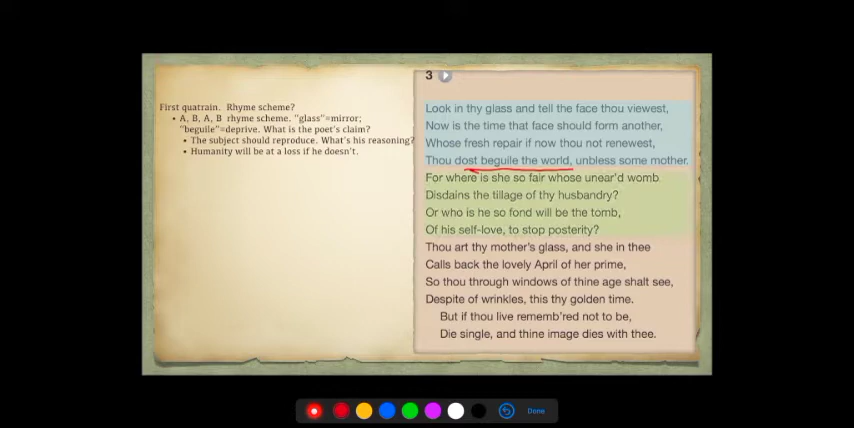 First quatrain. Rhyme scheme?
• A, B, A, B rhyme scheme. "glass"=mirror;
"beguile"=deprive. What is the poet's claim?
• The subject should reproduce. What's his reasoning?
• Humanity will be at a loss if he doesn't.
3
Look in thy glass and tell the face thou viewest,
Now is the time that face should form another,
Whose fresh repair if now thou not renewest,
Thou dost beguile the world, unbless some mother.
For where is she so fair whose unear'd womb
Disdains the tillage of thy husbandry?
Or who is he so fond will be the tomb,
Of his self-love, to stop posterity?
Thou art thy mother's glass, and she in thee
Calls back the lovely April of her prime,
So thou through windows of thine age shalt see,
Despite of wrinkles, this thy golden time.
But if thou live rememb'red not to be,
Die single, and thine image dies with thee.
Done